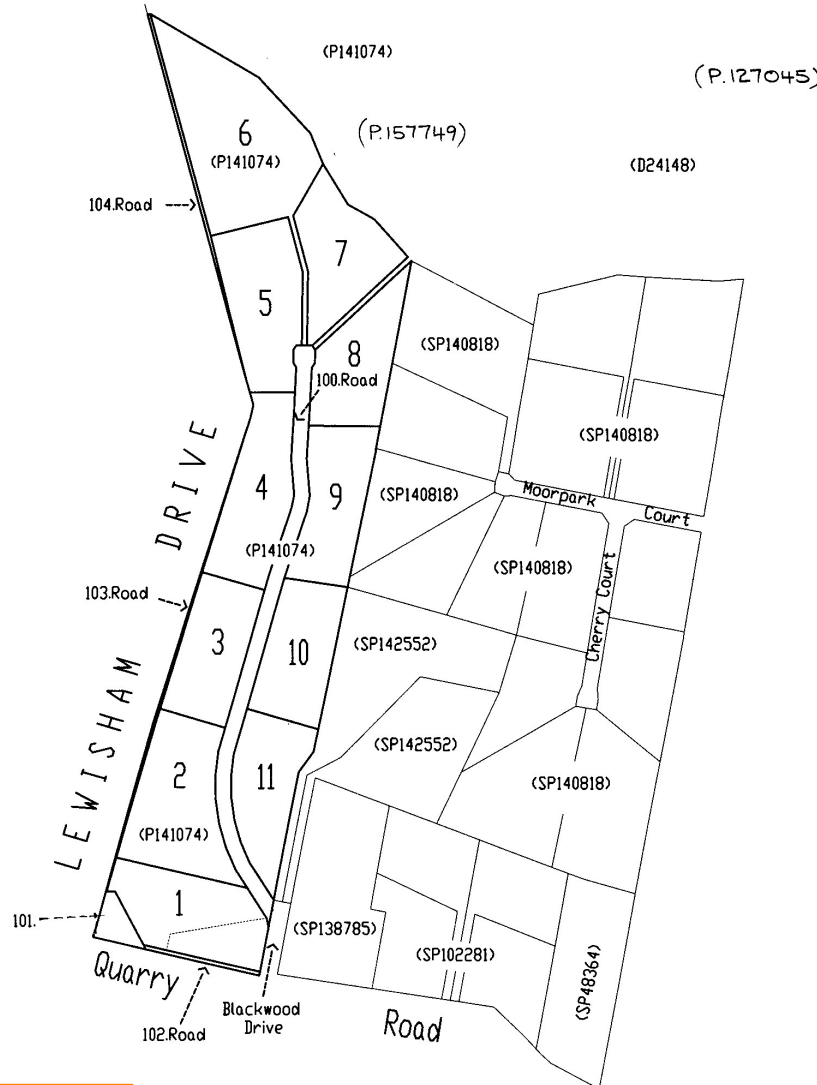 (P141074)
(P.127045)
(P.157749)
6
(P141074)
(D24148)
104.Road
7
5
8
(SP140818)
100.Road
(SP140818)
4
9
(SP140818)
Moorpark
Court
(P141074)
(SP140818)
Cherry Court
103.Road
3
10
(SP142552)
LEWISHAM DRIVE
(SP142552)
2
11
(SP140818)
(P141074)
1
101.
(SP138785)
(SP102281)
(SP48364)
Quarry
Road
102.Road
Blackwood
Drive